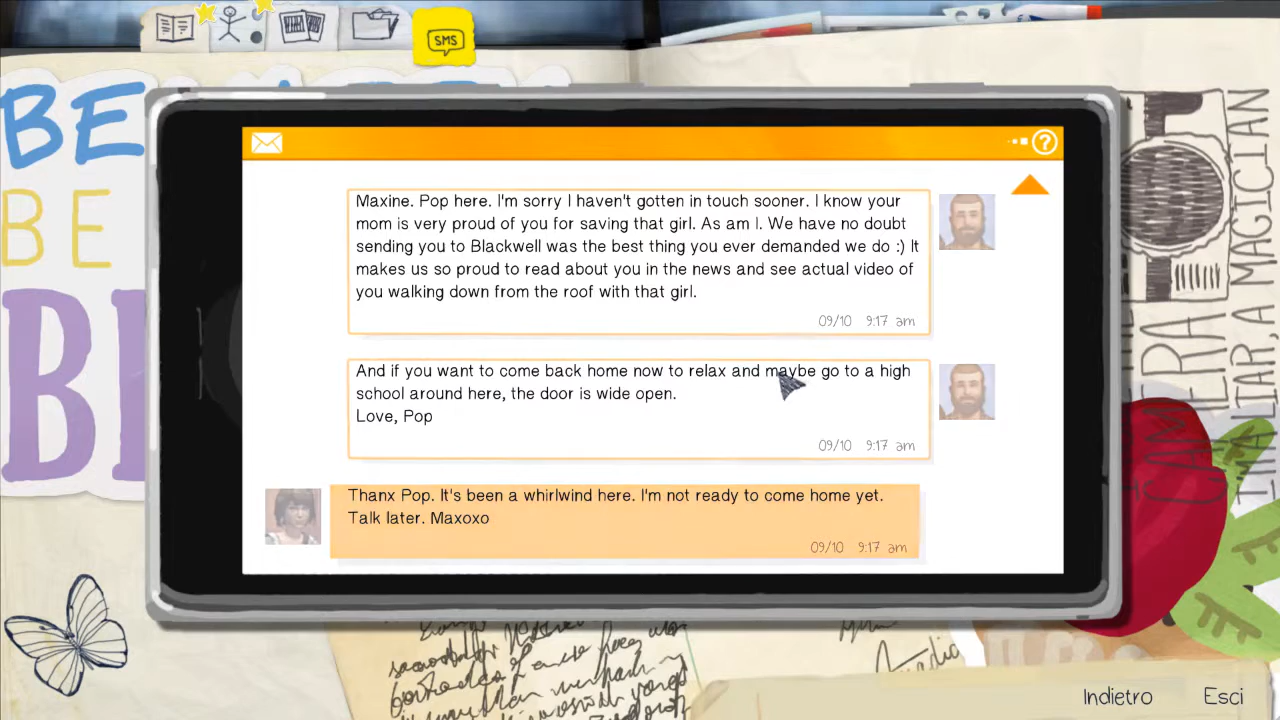 SMS
BE
BE
Maxine. Pop here. I'm sorry I haven't gotten in touch sooner. I know your
mom is very proud of you for saving that girl. As am I. We have no doubt
sending you to Blackwell was the best thing you ever demanded we do :) It
makes us so proud to read about you in the news and see actual video of
you walking down from the roof with that girl.
09/10 9:17 am
And if you want to come back home now to relax and maybe go to a high
school around here, the door is wide open.
Love, Pop
09/10 9:17 am
Thanx Pop. It's been a whirlwind here. I'm not ready to come home yet.
Talk later. Maxoxo
09/10 9:17 am
CAMERA
LIAR, A MAGICIAN
Indietro
Esci